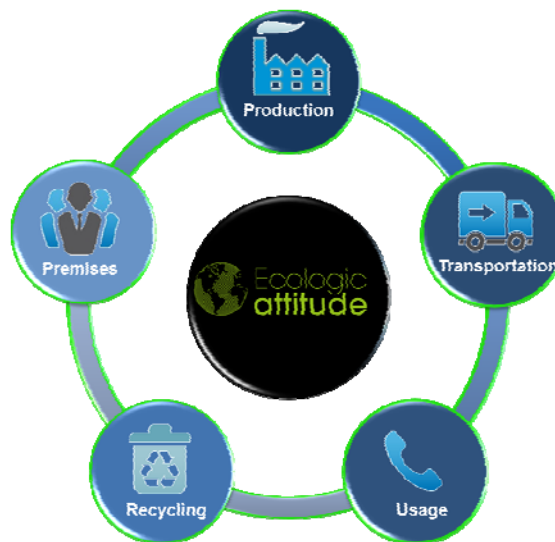 Production
Premises
Transportation
Ecologic
attitude
Recycling
Usage